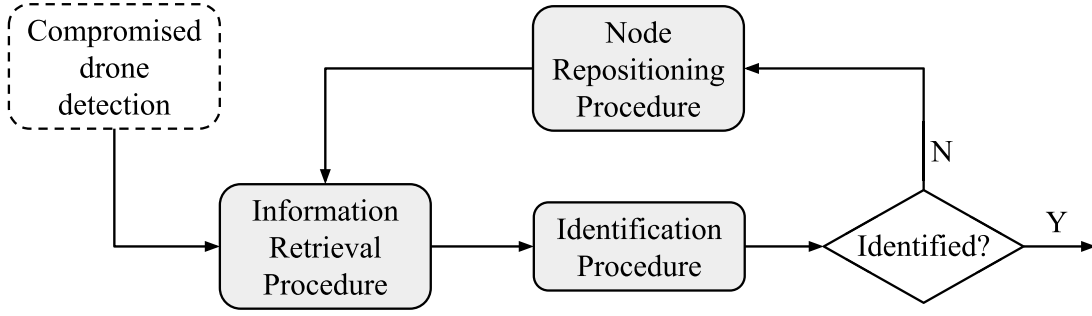 Compromised
drone
detection
Node
Repositioning
Procedure
N
Information
Retrieval
Procedure
Identification
Procedure
Identified?
Y